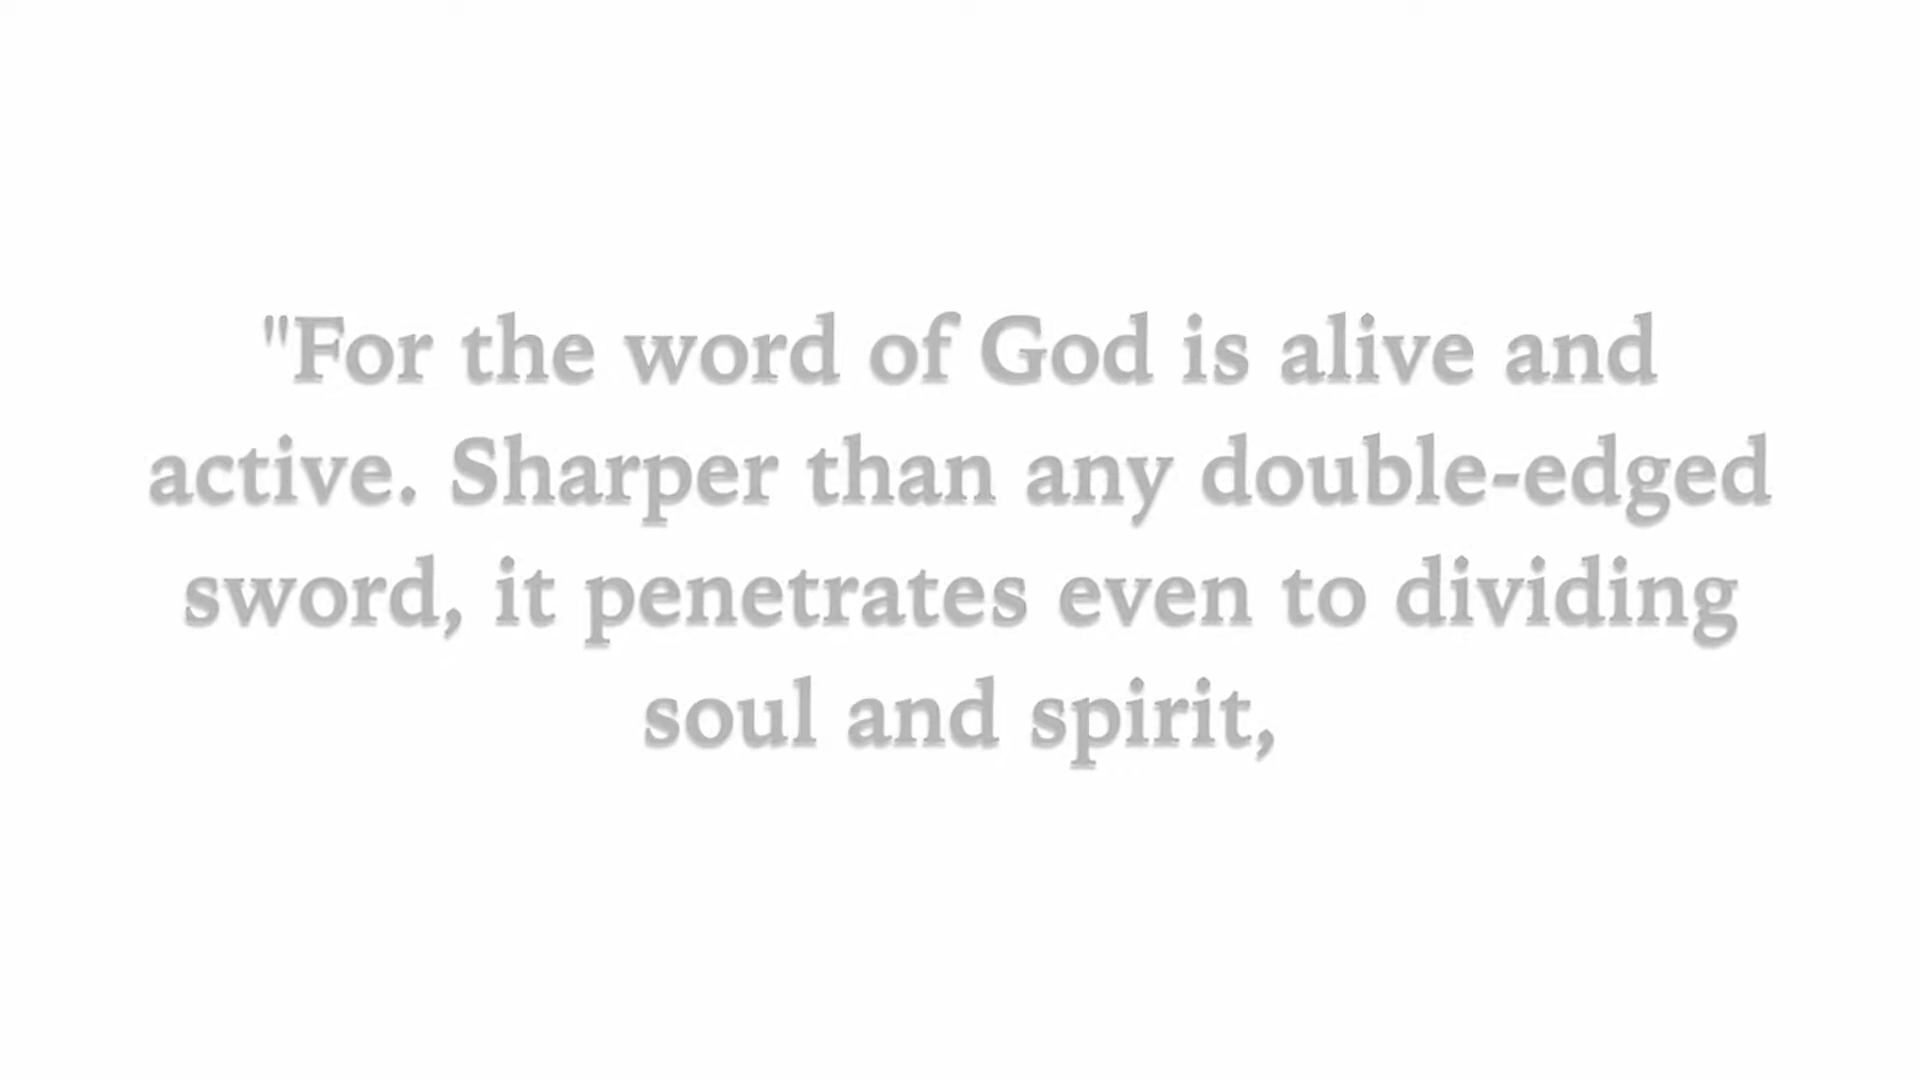 "For the word of God is alive and
active. Sharper than any double-edged
sword, it penetrates even to dividing
soul and spirit,